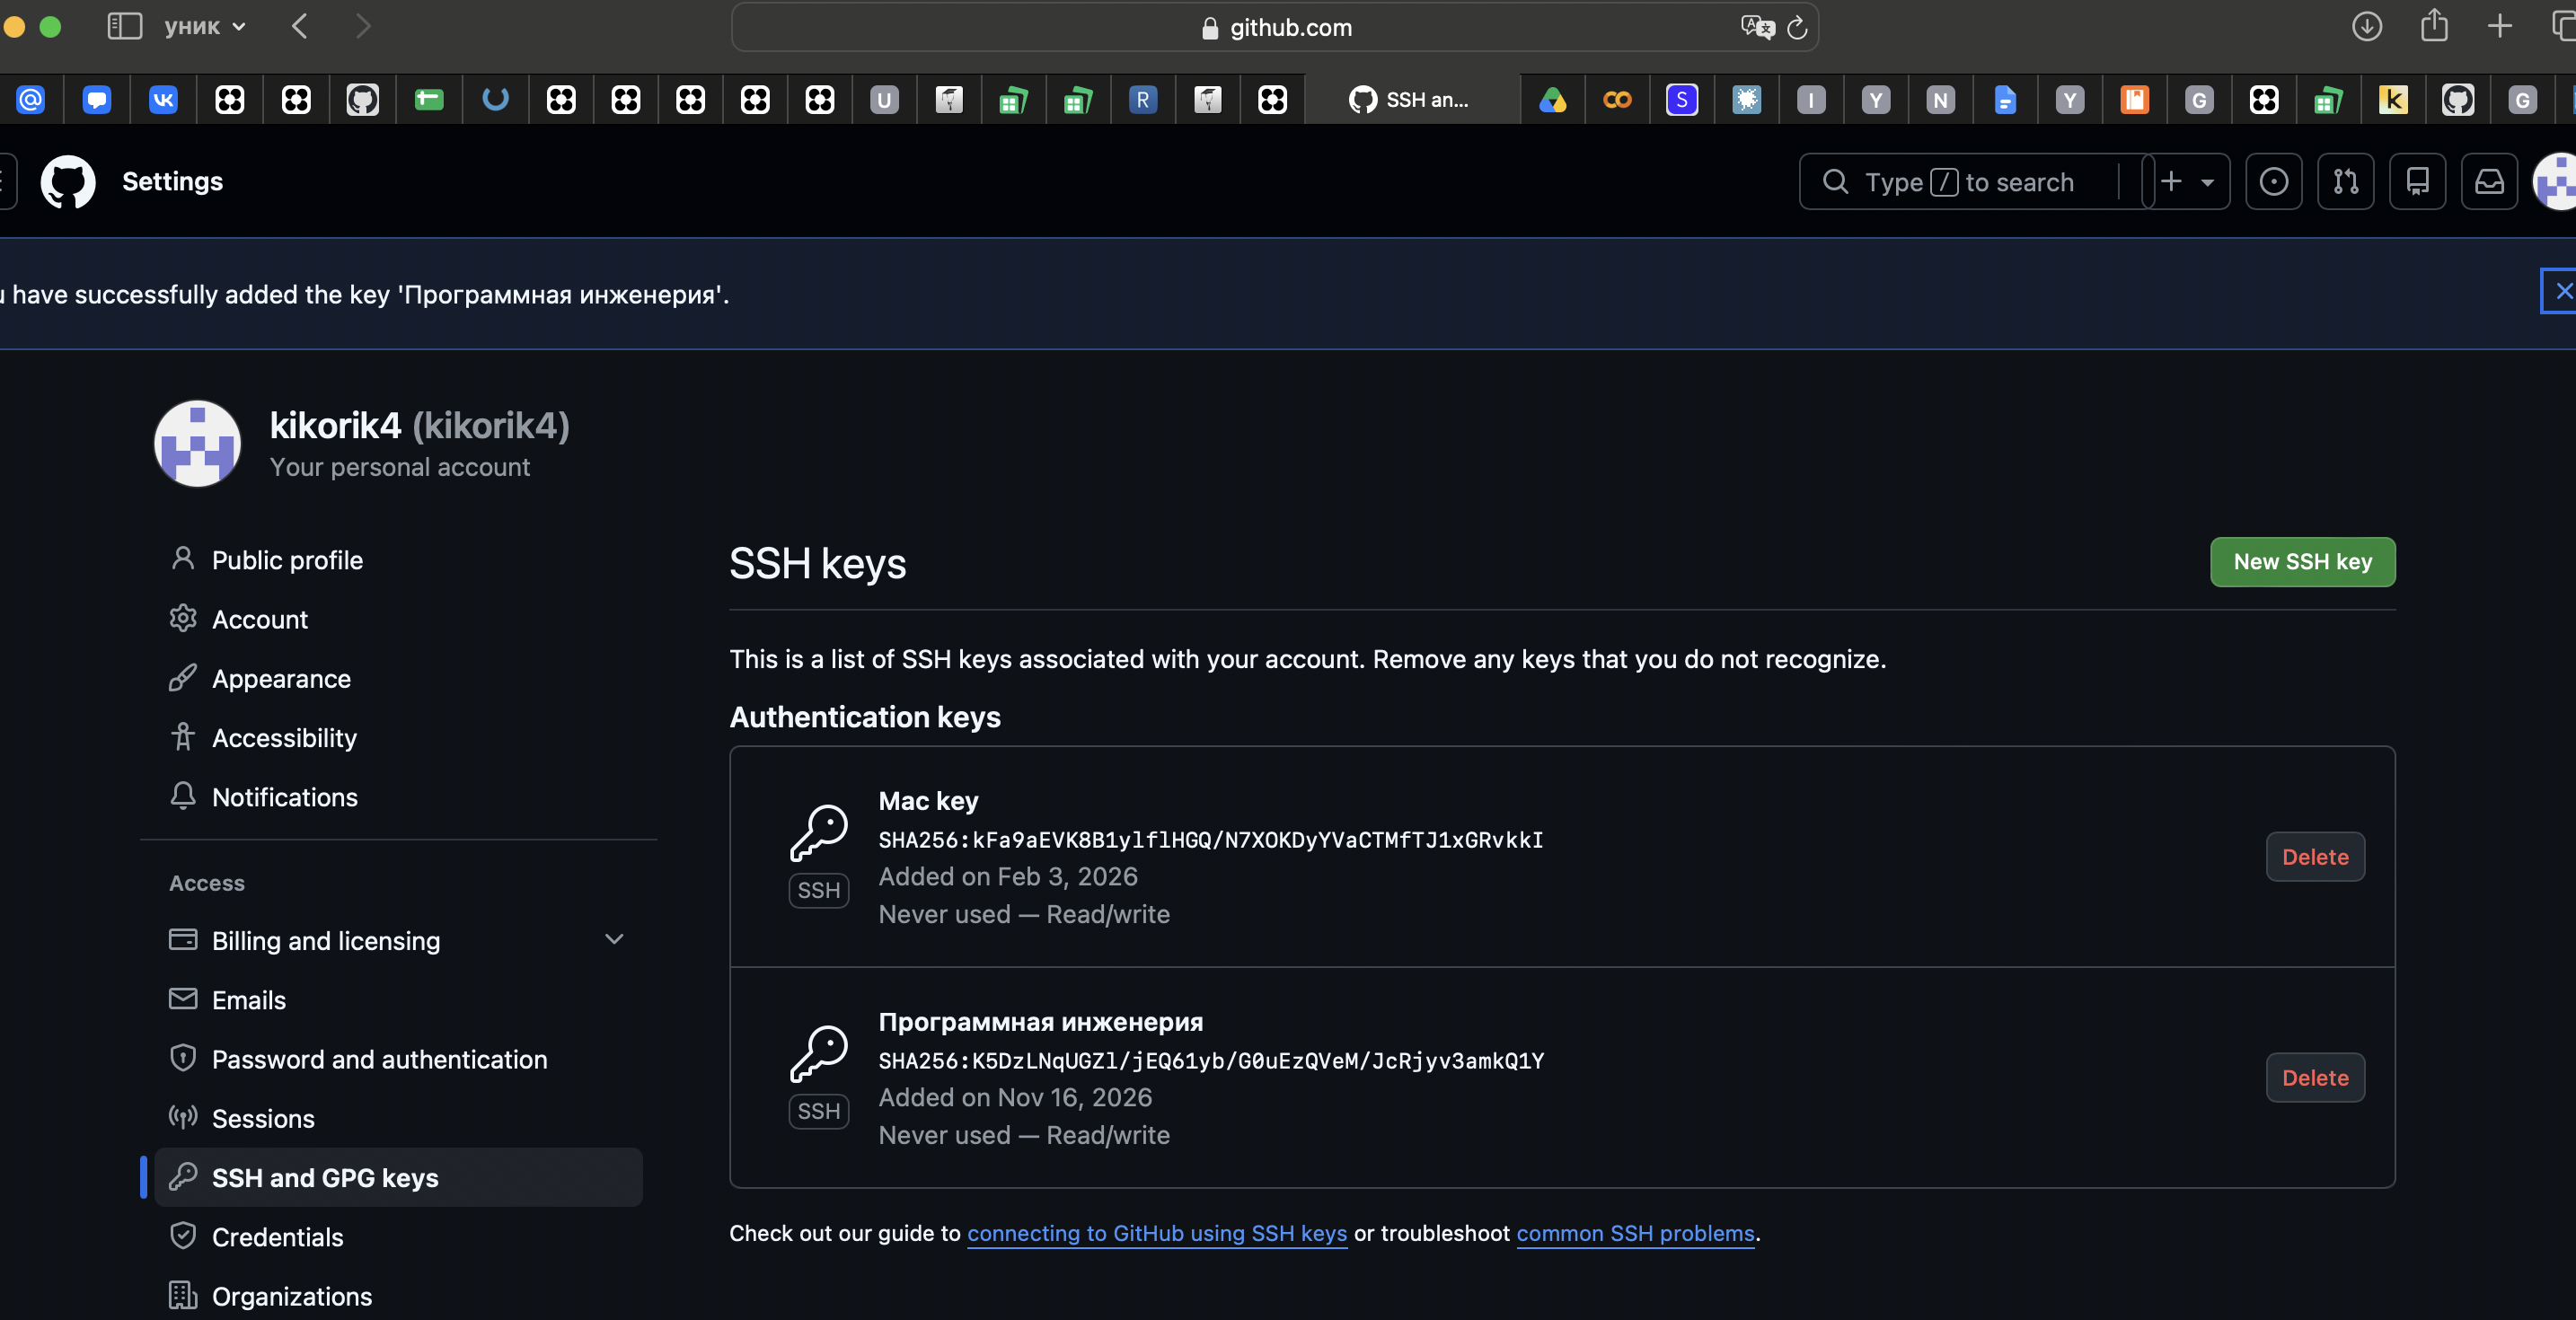 уник
github.com
SSH an...
Settings
Type / to search
have successfully added the key 'Программная инженерия'.
kikorik4 (kikorik4)
Your personal account
Public profile
Account
Appearance
Accessibility
Notifications
Access
Billing and licensing
Emails
Password and authentication
Sessions
SSH and GPG keys
Credentials
Organizations
SSH keys
New SSH key
This is a list of SSH keys associated with your account. Remove any keys that you do not recognize.
Authentication keys
Mac key
SHA256:kFa9aEVK8B1ylflHGQ/N7XOKDyYVaCTMfTJ1xGRvkkI
Added on Feb 3, 2026
Never used — Read/write
SSH
Delete
Программная инженерия
SHA256:K5DzLNqUGZl/jEQ61yb/G0uEzQVeM/JcRjyv3amkQ1Y
Added on Nov 16, 2026
Never used — Read/write
SSH
Delete
Check out our guide to connecting to GitHub using SSH keys or troubleshoot common SSH problems.